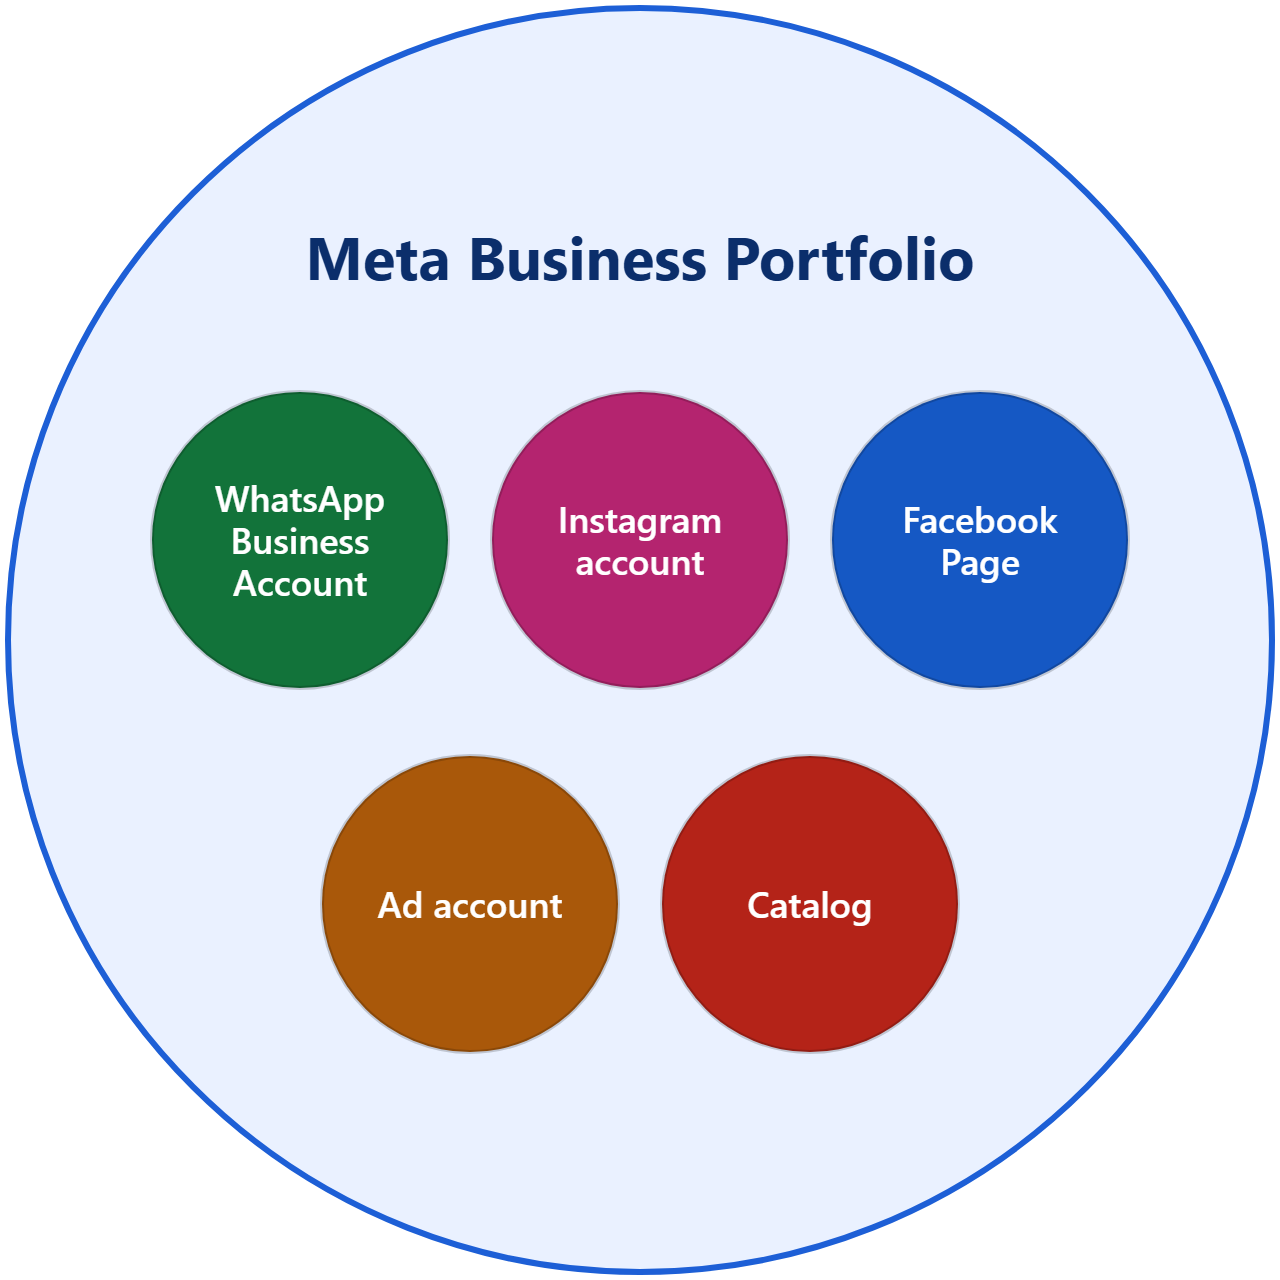 Meta Business Portfolio
WhatsApp
Business
Account
Instagram
account
Facebook
Page
Ad account
Catalog